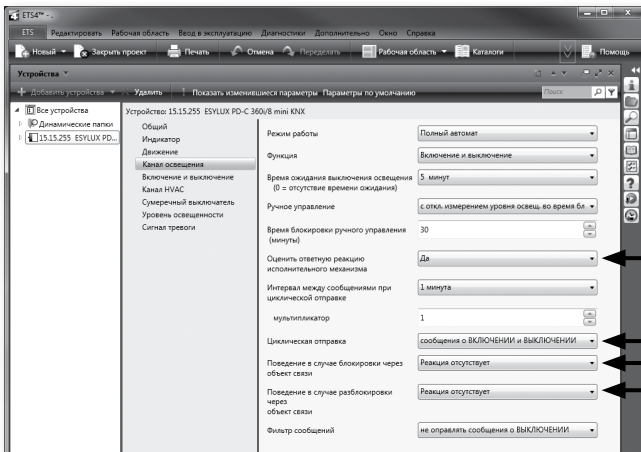 ETS4™ - .
ETS Редактировать Рабочая область Ввод в эксплуатацию Диагностики Дополнительно Окно Справка
Новый Закрыть проект Печать Отмена Переделать Рабочая область Каталоги Помощь
Устройства
Добавить устройства Удалить Показать изменившиеся параметры Параметры по умолчанию Поиск
Все устройства
Динамические папки
15.15.255 ESYLUX PD...
Устройство: 15.15.255 ESYLUX PD-C 360i/8 mini KNX
Общий
Индикатор
Движение
Канал освещения
Включение и выключение
Канал HVAC
Сумеречный выключатель
Уровень освещенности
Сигнал тревоги
Режим работы Полный автомат
Функция Включение и выключение
Время ожидания выключения освещения
(0 = отсутствие времени ожидания) 5 минут
Ручное управление с откл. измерением уровня освещ. во время бл
Время блокировки ручного управления
(минуты) 30
Оценить ответную реакцию
исполнительного механизма Да
Интервал между сообщениями при
циклической отправке 1 минута
мультипликатор 1
Циклическая отправка сообщения о ВКЛЮЧЕНИИ и ВЫКЛЮЧЕНИИ
Поведение в случае блокировки через
объект связи Реакция отсутствует
Поведение в случае разблокировки
через
объект связи Реакция отсутствует
Фильтр сообщений не оправлять сообщения о ВЫКЛЮЧЕНИИ